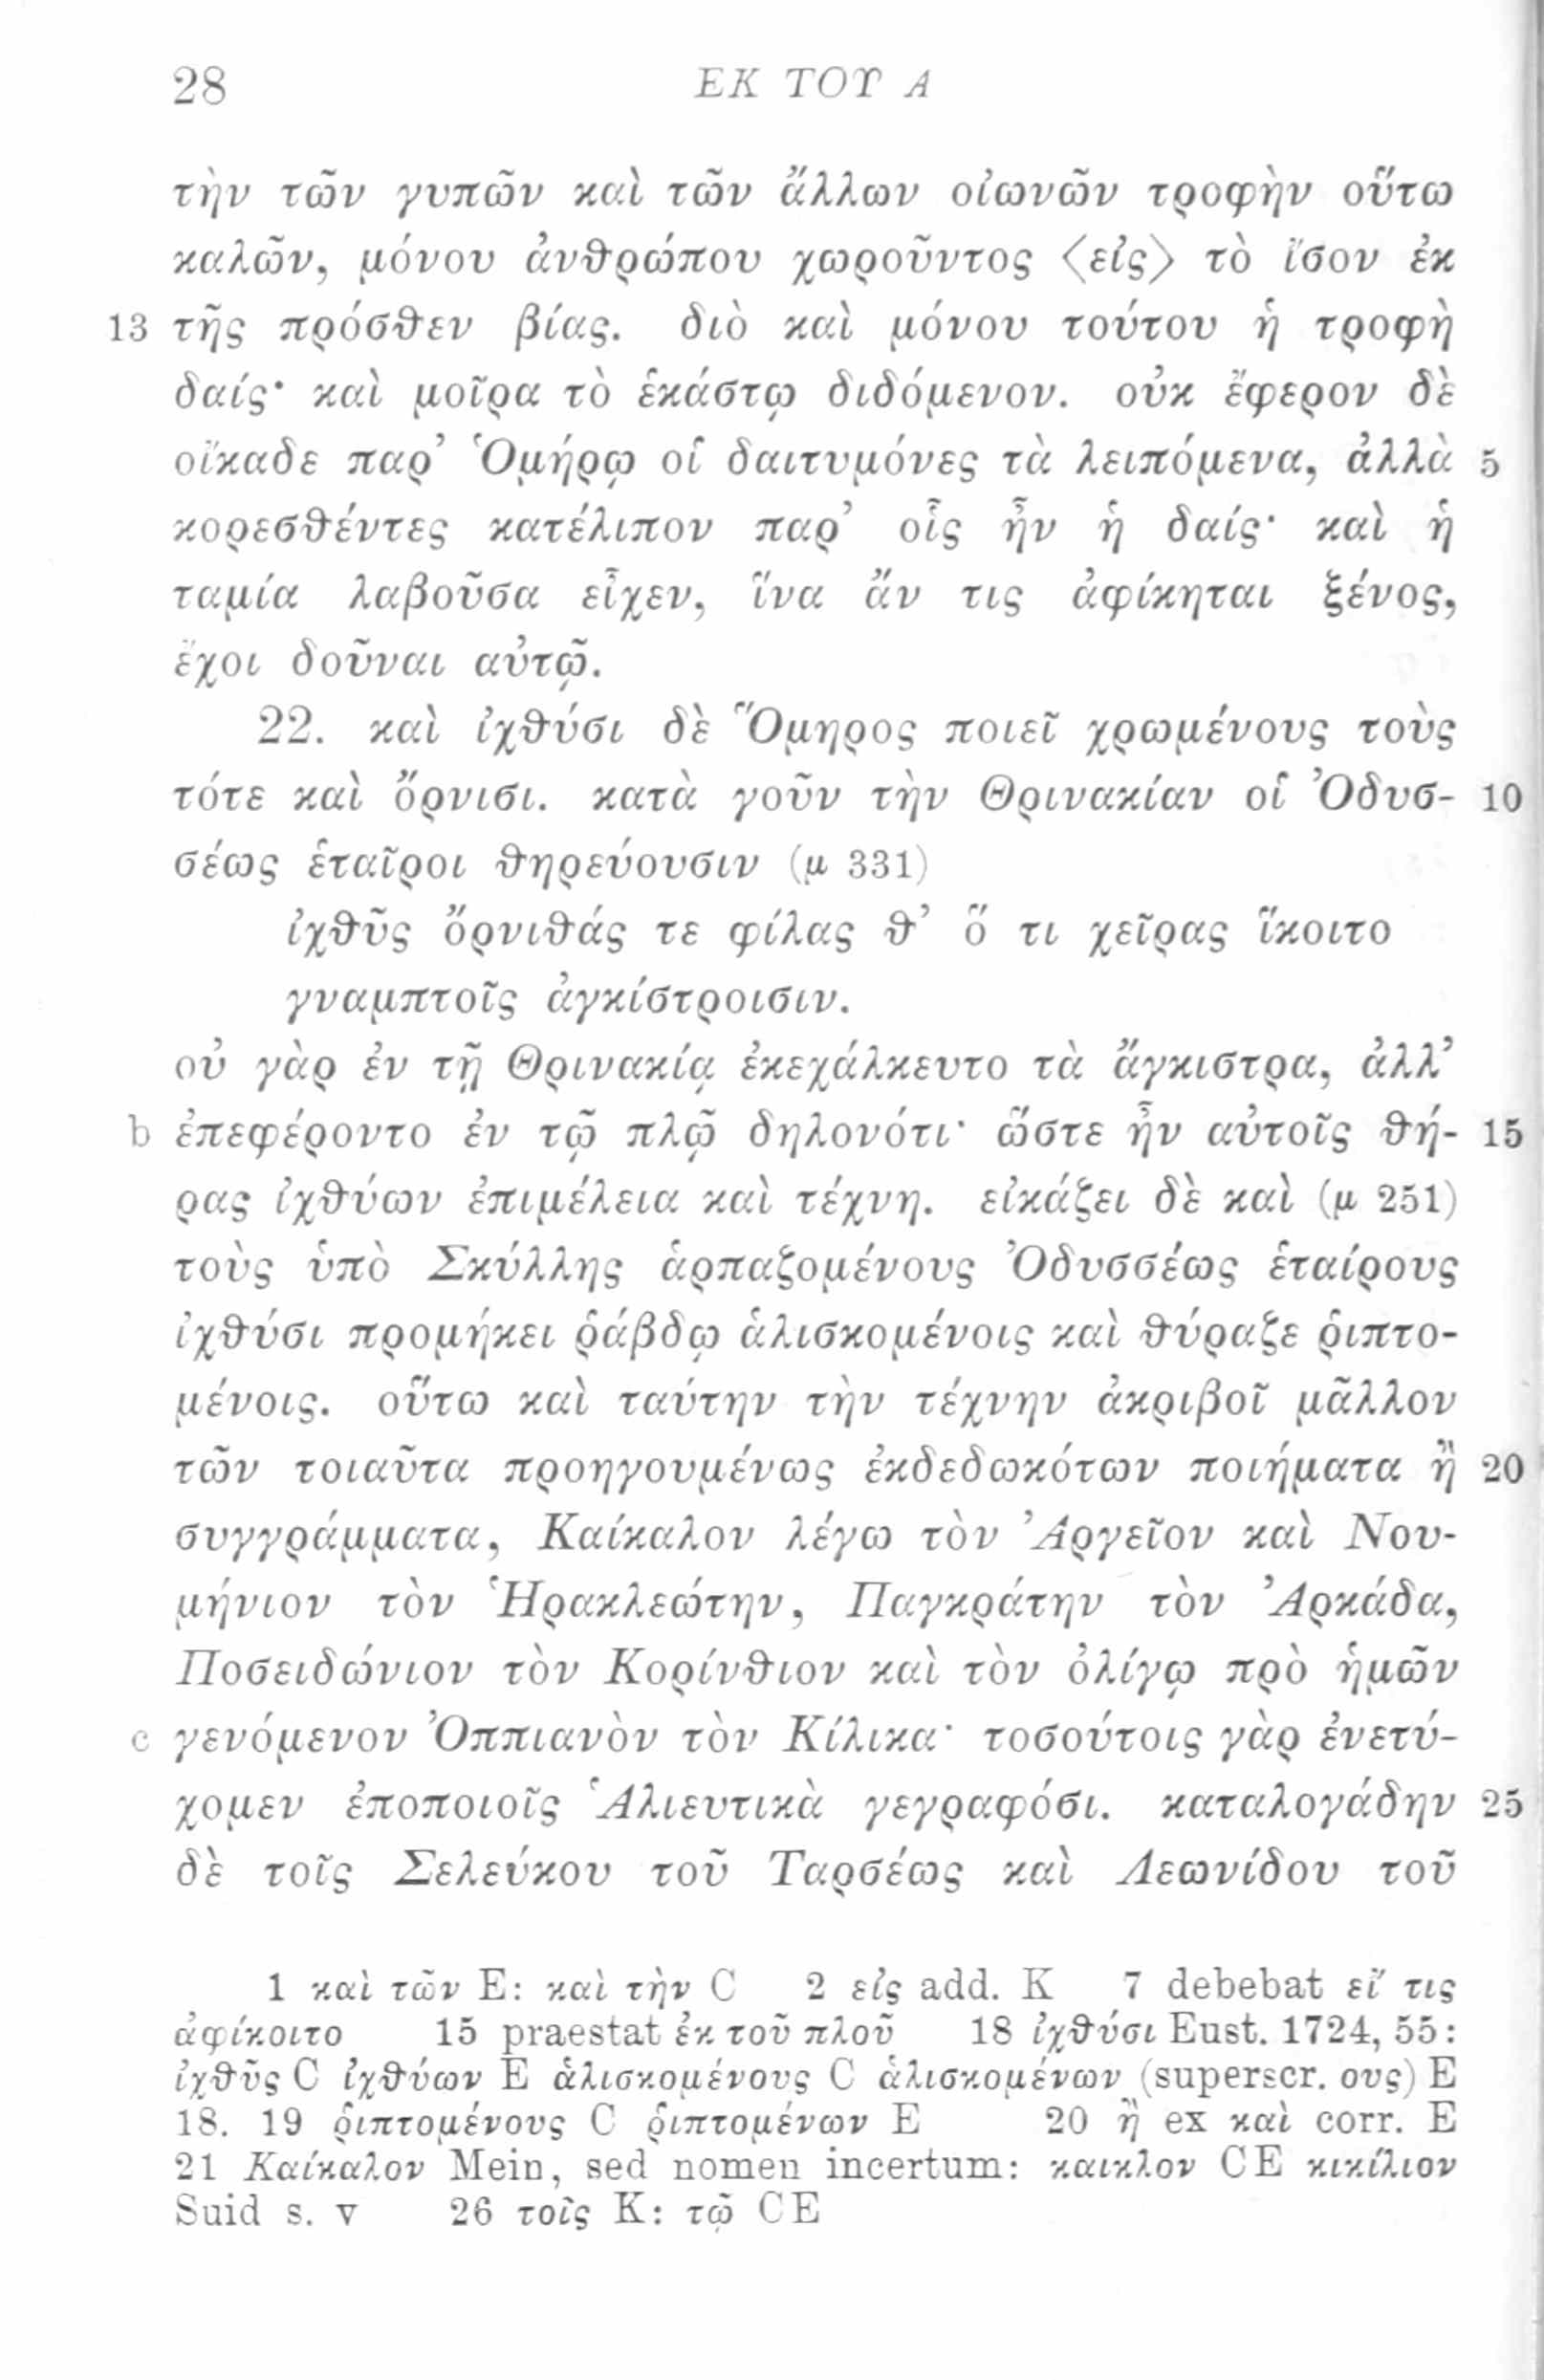 28 ΕΚ ΤΟΥ Α
τὴν τῶν γυπῶν καὶ τῶν ἄλλων οἰωνῶν τροφὴν οὕτω
καλῶν, μόνου ἀνθρώπου χωροῦντος ⟨εἰς⟩ τὸ ἴσον ἐκ
13 τῆς πρόσθεν βίας. διὸ καὶ μόνου τούτου ἡ τροφὴ
δαίς· καὶ μοῖρα τὸ ἑκάστῳ διδόμενον. οὐκ ἔφερον δὲ
οἴκαδε παρ’ Ὁμήρῳ οἱ δαιτυμόνες τὰ λειπόμενα, ἀλλὰ 5
κορεσθέντες κατέλιπον παρ’ οἷς ἦν ἡ δαίς· καὶ ἡ
ταμία λαβοῦσα εἶχεν, ἵνα ἄν τις ἀφίκηται ξένος,
ἔχοι δοῦναι αὐτῷ.
22. καὶ ἰχθύσι δὲ Ὅμηρος ποιεῖ χρωμένους τοὺς
τότε καὶ ὄρνισι. κατὰ γοῦν τὴν Θρινακίαν οἱ Ὀδυσ- 10
σέως ἑταῖροι θηρεύουσιν (μ 331)
ἰχθῦς ὄρνιθάς τε φίλας θ’ ὅ τι χεῖρας ἵκοιτο
γναμπτοῖς ἀγκίστροισιν.
οὐ γὰρ ἐν τῇ Θρινακίᾳ ἐκεχάλκευτο τὰ ἄγκιστρα, ἀλλ’
b ἐπεφέροντο ἐν τῷ πλῷ δηλονότι· ὥστε ἦν αὐτοῖς θή- 15
ρας ἰχθύων ἐπιμέλεια καὶ τέχνη. εἰκάζει δὲ καὶ (μ 251)
τοὺς ὑπὸ Σκύλλης ἁρπαζομένους Ὀδυσσέως ἑταίρους
ἰχθύσι προμήκει ῥάβδῳ ἁλισκομένοις καὶ θύραζε ῥιπτο-
μένοις. οὕτω καὶ ταύτην τὴν τέχνην ἀκριβοῖ μᾶλλον
τῶν τοιαῦτα προηγουμένως ἐκδεδωκότων ποιήματα ἢ 20
συγγράμματα, Καίκαλον λέγω τὸν Ἀργεῖον καὶ Νου-
μήνιον τὸν Ἡρακλεώτην, Παγκράτην τὸν Ἀρκάδα,
Ποσειδώνιον τὸν Κορίνθιον καὶ τὸν ὀλίγῳ πρὸ ἡμῶν
c γενόμενον Ὀππιανὸν τὸν Κίλικα· τοσούτοις γὰρ ἐνετύ-
χομεν ἐποποιοῖς Ἁλιευτικὰ γεγραφόσι. καταλογάδην 25
δὲ τοῖς Σελεύκου τοῦ Ταρσέως καὶ Λεωνίδου τοῦ
1 καὶ τῶν E: καὶ τὴν C 2 εἰς add. K 7 debebat εἴ τις
ἀφίκοιτο 15 praestat ἐκ τοῦ πλοῦ 18 ἰχθύσι Eust. 1724, 55:
ἰχθῦς C ἰχθύων E ἁλισκομένους C ἁλισκομένων (superscr. ους) E
18. 19 ῥιπτομένους C ῥιπτομένων E 20 ἢ ex καὶ corr. E
21 Καίκαλον Mein, sed nomen incertum: καικλον CE κικίλιον
Suid s. v 26 τοῖς K: τῷ CE